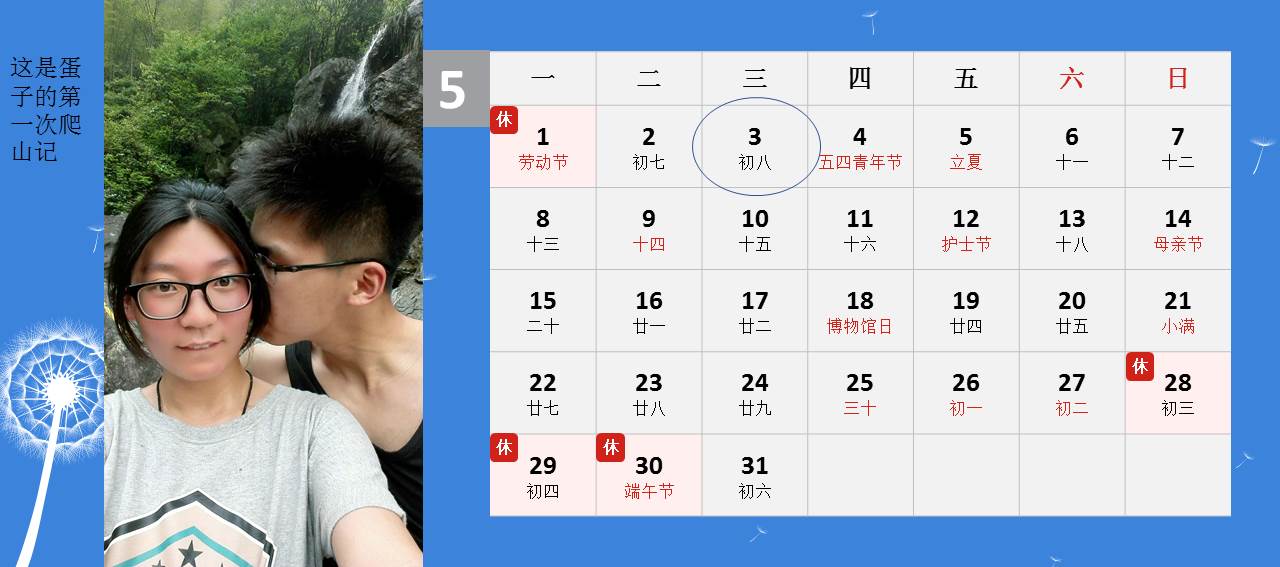 这是蛋
子的第
一次爬
山记
5
一 二 三 四 五 六 日
休
1 2 3 4 5 6 7
劳动节 初七 初八 五四青年节 立夏 十一 十二
8 9 10 11 12 13 14
十三 十四 十五 十六 护士节 十八 母亲节
15 16 17 18 19 20 21
二十 廿一 廿二 博物馆日 廿四 廿五 小满
休
22 23 24 25 26 27 28
廿七 廿八 廿九 三十 初一 初二 初三
休 休
29 30 31
初四 端午节 初六